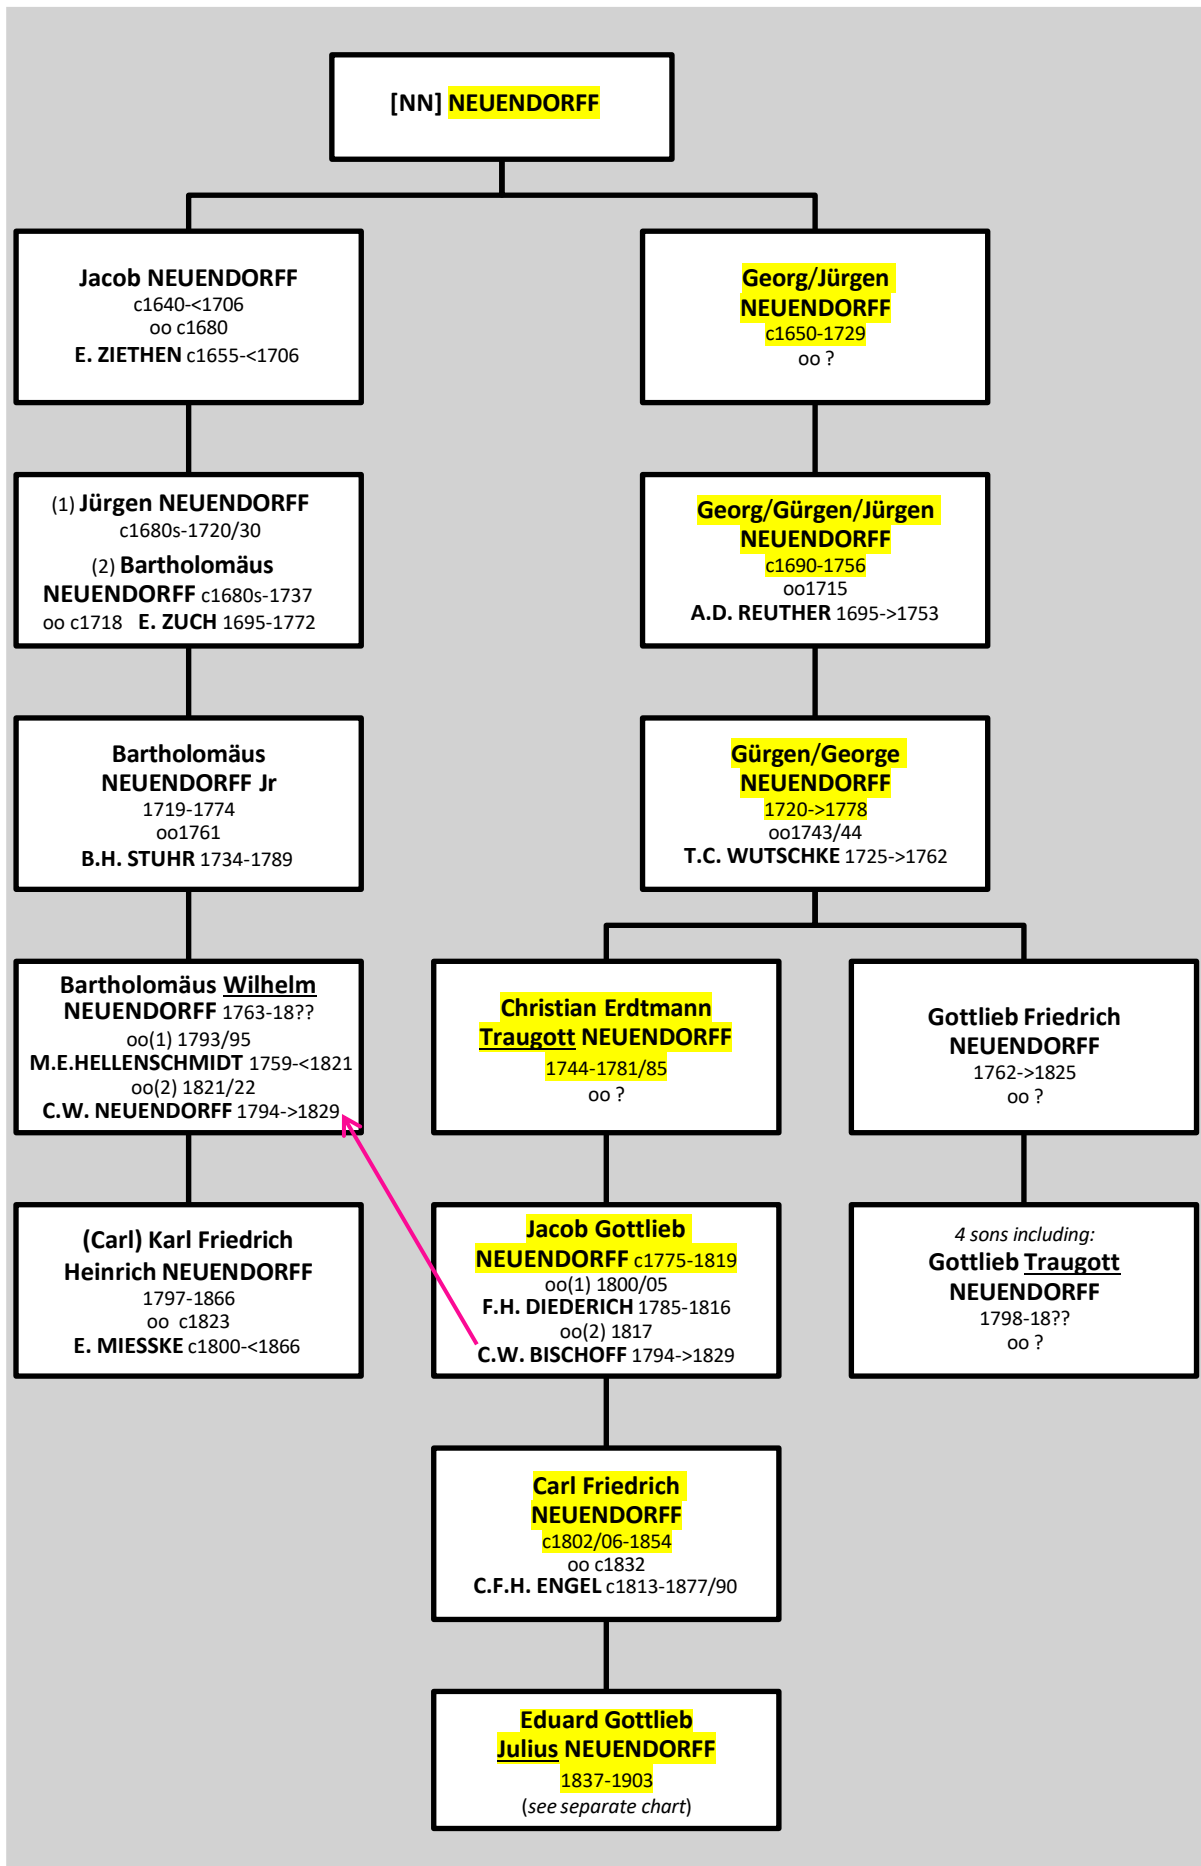 [NN] NEUENDORFF
Jacob NEUENDORFF
c1640-<1706
oo c1680
E. ZIETHEN c1655-<1706
Georg/Jürgen
NEUENDORFF
c1650-1729
oo ?
(1) Jürgen NEUENDORFF
c1680s-1720/30
(2) Bartholomäus
NEUENDORFF c1680s-1737
oo c1718 E. ZUCH 1695-1772
Georg/Gürgen/Jürgen
NEUENDORFF
c1690-1756
oo1715
A.D. REUTHER 1695->1753
Bartholomäus
NEUENDORFF Jr
1719-1774
oo1761
B.H. STUHR 1734-1789
Gürgen/George
NEUENDORFF
1720->1778
oo1743/44
T.C. WUTSCHKE 1725->1762
Bartholomäus Wilhelm
NEUENDORFF 1763-18??
oo(1) 1793/95
M.E.HELLENSCHMIDT 1759-<1821
oo(2) 1821/22
C.W. NEUENDORFF 1794->1829
Christian Erdtmann
Traugott NEUENDORFF
1744-1781/85
oo ?
Gottlieb Friedrich
NEUENDORFF
1762->1825
oo ?
(Carl) Karl Friedrich
Heinrich NEUENDORFF
1797-1866
oo c1823
E. MIESSKE c1800-<1866
Jacob Gottlieb
NEUENDORFF c1775-1819
oo(1) 1800/05
F.H. DIEDERICH 1785-1816
oo(2) 1817
C.W. BISCHOFF 1794->1829
4 sons including:
Gottlieb Traugott
NEUENDORFF
1798-18??
oo ?
Carl Friedrich
NEUENDORFF
c1802/06-1854
oo c1832
C.F.H. ENGEL c1813-1877/90
Eduard Gottlieb
Julius NEUENDORFF
1837-1903
(see separate chart)